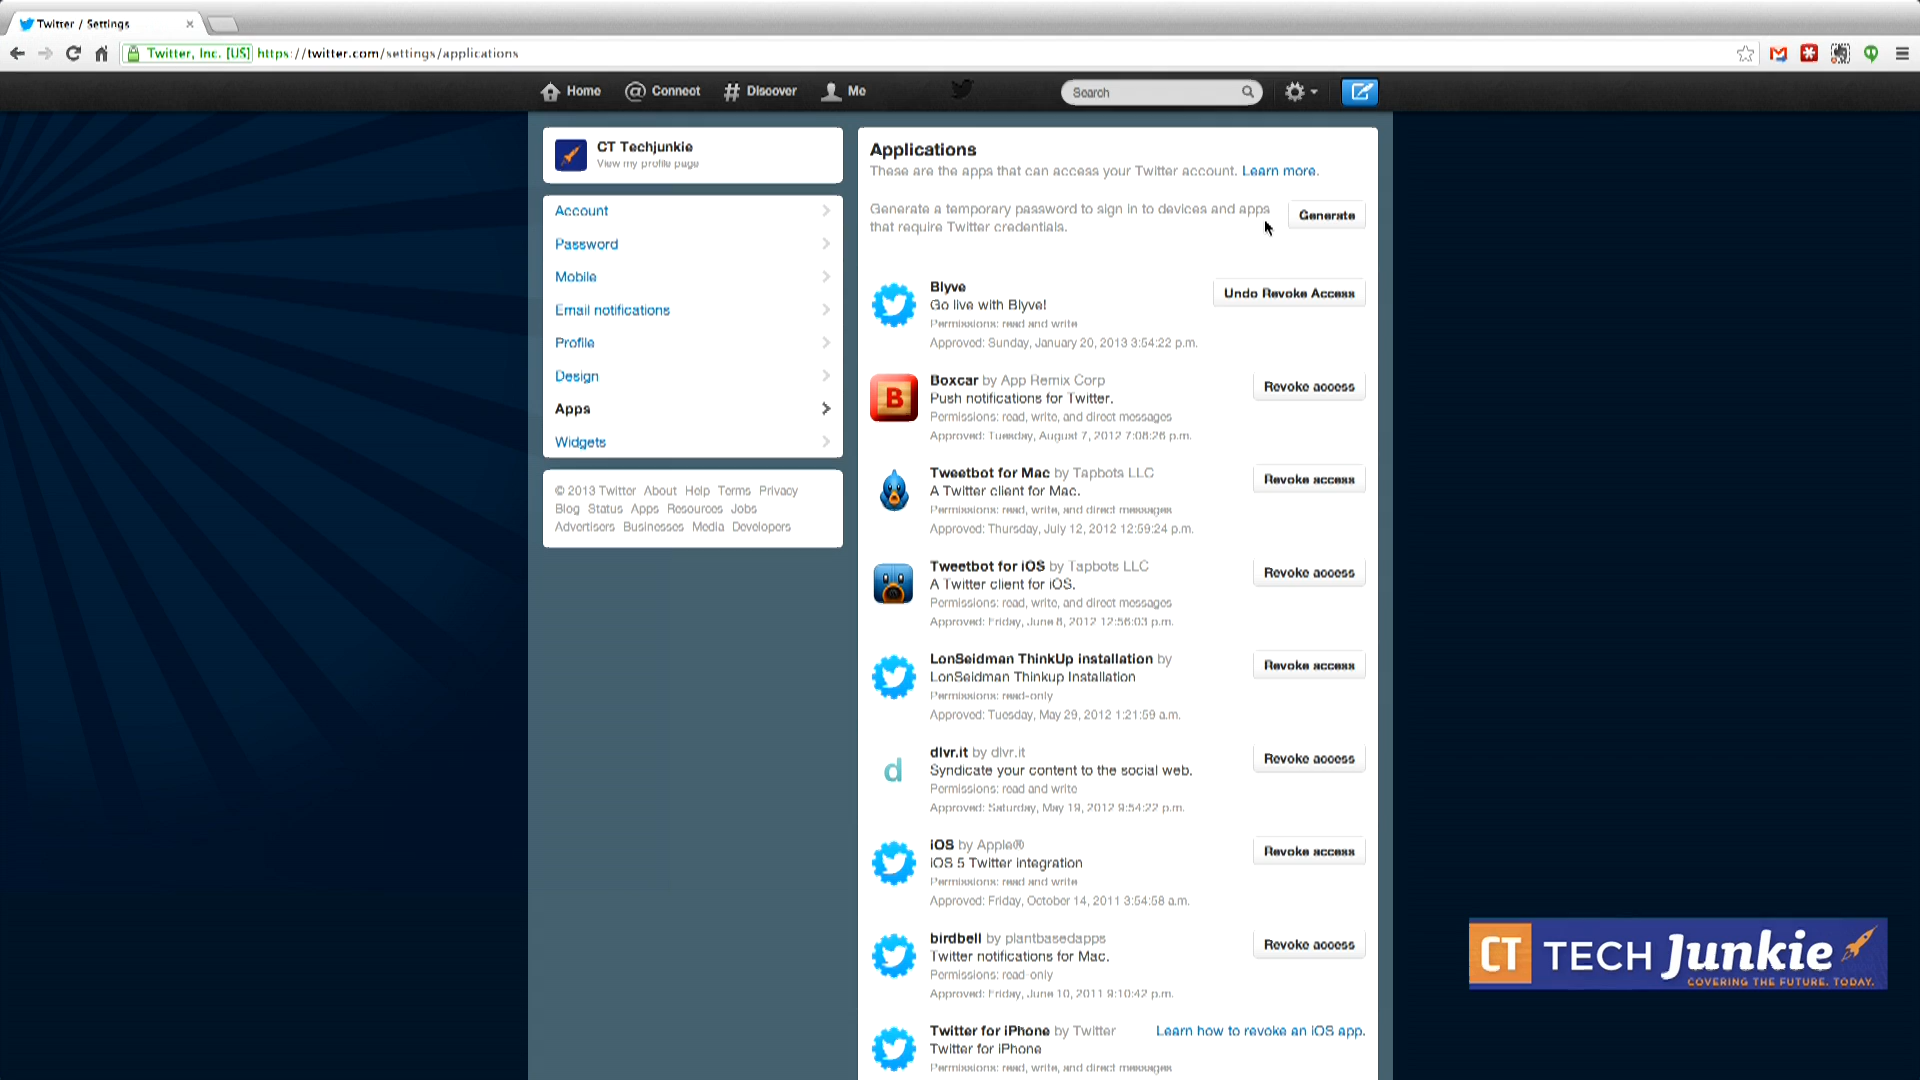 Twitter / Settings
Twitter, Inc. [US] https://twitter.com/settings/applications
Home Connect Discover Me Search
CT Techjunkie
View my profile page
Account
Password
Mobile
Email notifications
Profile
Design
Apps
Widgets
© 2013 Twitter About Help Terms Privacy
Blog Status Apps Resources Jobs
Advertisers Businesses Media Developers
Applications
These are the apps that can access your Twitter account. Learn more.
Generate a temporary password to sign in to devices and apps
that require Twitter credentials.
Generate
Blyve
Go live with Blyve!
Permissions: read and write
Approved: Sunday, January 20, 2013 3:54:22 p.m.
Undo Revoke Access
Boxcar by App Remix Corp
Push notifications for Twitter.
Permissions: read, write, and direct messages
Approved: Tuesday, August 7, 2012 7:08:26 p.m.
Revoke access
B
Tweetbot for Mac by Tapbots LLC
A Twitter client for Mac.
Permissions: read, write, and direct messages
Approved: Thursday, July 12, 2012 12:59:24 p.m.
Revoke access
Tweetbot for iOS by Tapbots LLC
A Twitter client for iOS.
Permissions: read, write, and direct messages
Approved: Friday, June 8, 2012 12:56:03 p.m.
Revoke access
LonSeidman ThinkUp installation by
LonSeidman Thinkup Installation
Permissions: read-only
Approved: Tuesday, May 29, 2012 1:21:59 a.m.
Revoke access
d
dlvr.it by dlvr.it
Syndicate your content to the social web.
Permissions: read and write
Approved: Saturday, May 19, 2012 9:54:22 p.m.
Revoke access
iOS by Apple®
iOS 5 Twitter integration
Permissions: read and write
Approved: Friday, October 14, 2011 3:54:58 a.m.
Revoke access
birdbell by plantbasedapps
Twitter notifications for Mac.
Permissions: read-only
Approved: Friday, June 10, 2011 9:10:42 p.m.
Revoke access
Twitter for iPhone by Twitter
Twitter for iPhone
Permissions: read, write, and direct messages
Learn how to revoke an iOS app.
CT TECH Junkie
COVERING THE FUTURE. TODAY.